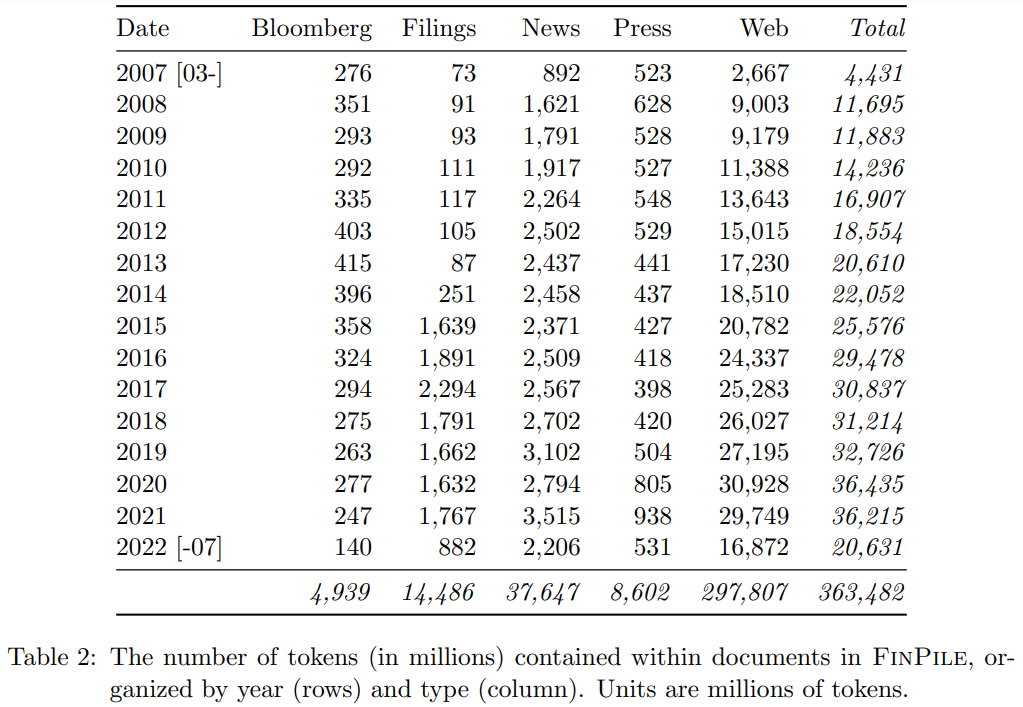 Date Bloomberg Filings News Press Web Total
2007 [03-] 276 73 892 523 2,667 4,431
2008 351 91 1,621 628 9,003 11,695
2009 293 93 1,791 528 9,179 11,883
2010 292 111 1,917 527 11,388 14,236
2011 335 117 2,264 548 13,643 16,907
2012 403 105 2,502 529 15,015 18,554
2013 415 87 2,437 441 17,230 20,610
2014 396 251 2,458 437 18,510 22,052
2015 358 1,639 2,371 427 20,782 25,576
2016 324 1,891 2,509 418 24,337 29,478
2017 294 2,294 2,567 398 25,283 30,837
2018 275 1,791 2,702 420 26,027 31,214
2019 263 1,662 3,102 504 27,195 32,726
2020 277 1,632 2,794 805 30,928 36,435
2021 247 1,767 3,515 938 29,749 36,215
2022 [-07] 140 882 2,206 531 16,872 20,631
4,939 14,486 37,647 8,602 297,807 363,482
Table 2: The number of tokens (in millions) contained within documents in FINPILE, or-
ganized by year (rows) and type (column). Units are millions of tokens.